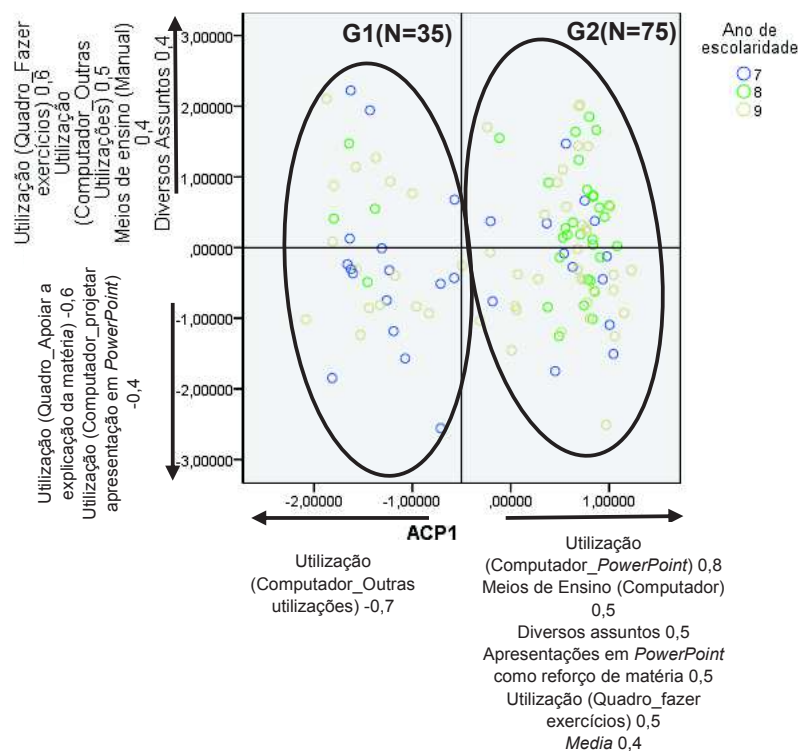 G1(N=35)
G2(N=75)
Ano de
escolaridade
7
8
9
Utilização (Quadro_Fazer
exercícios) 0,6
Utilização
(Computador_Outras
Utilizações) 0,5
Meios de ensino (Manual)
0,4
Diversos Assuntos 0,4
Utilização (Quadro_Apoiar a
explicação da matéria) -0,6
Utilização (Computador_projetar
apresentação em PowerPoint)
-0,4
3,00000
2,00000
1,00000
,00000
-1,00000
-2,00000
-3,00000
-2,00000
-1,00000
,00000
1,00000
ACP1
Utilização
(Computador_Outras
utilizações) -0,7
Utilização
(Computador_PowerPoint) 0,8
Meios de Ensino (Computador)
0,5
Diversos assuntos 0,5
Apresentações em PowerPoint
como reforço de matéria 0,5
Utilização (Quadro_fazer
exercícios) 0,5
Media 0,4